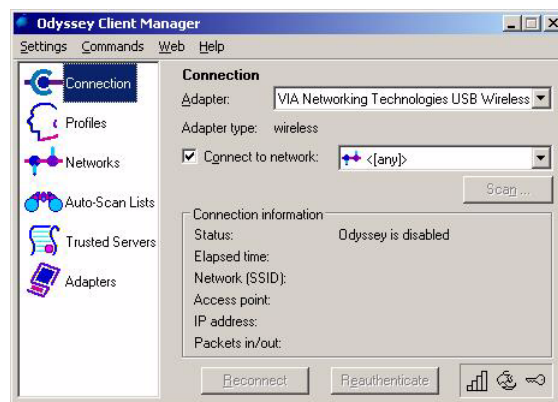 Odyssey Client Manager
Settings Commands Web Help
Connection
Profiles
Networks
Auto-Scan Lists
Trusted Servers
Adapters
Connection
Adapter: VIA Networking Technologies USB Wireless
Adapter type: wireless
Connect to network: <[any]>
Scan ...
Connection information
Status: Odyssey is disabled
Elapsed time:
Network (SSID):
Access point:
IP address:
Packets in/out:
Reconnect Reauthenticate